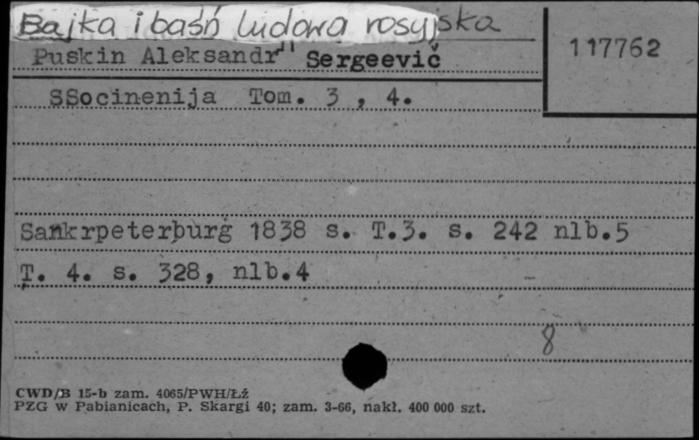 Bajka i baśń ludowa rosyjska
Puskin Aleksandr Sergeevič
117762
SSocinenija Tom. 3 , 4.
Sankrpeterburg 1838 s. T.3. s. 242 nlb.5
T. 4. s. 328, nlb.4
8
CWD/B 15-b zam. 4065/PWH/Łź
PZG w Pabianicach, P. Skargi 40; zam. 3-66, nakł. 400 000 szt.